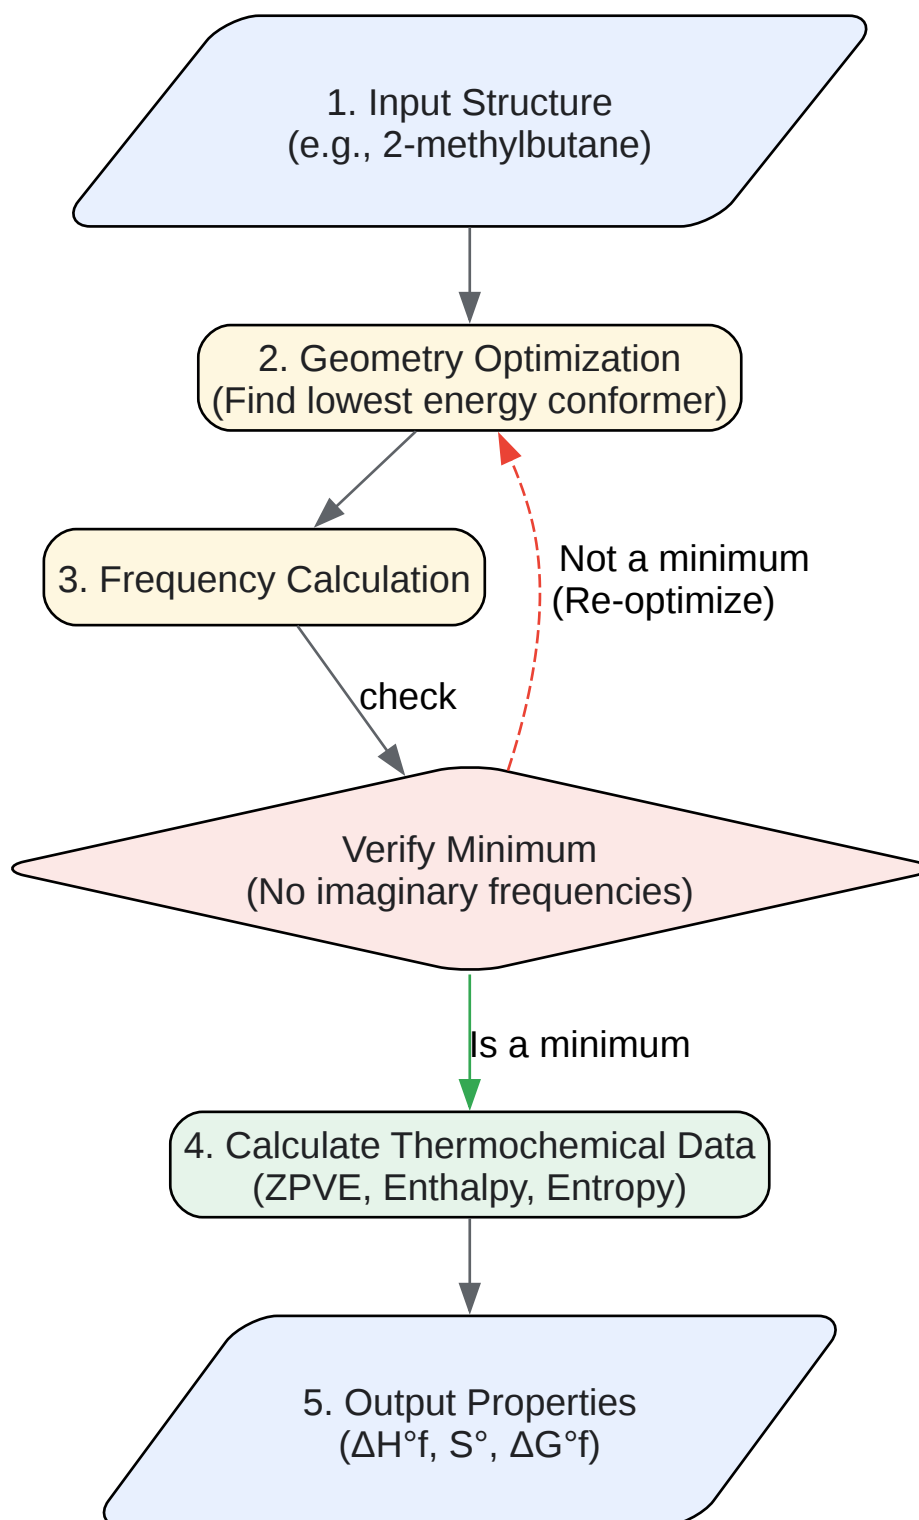 1. Input Structure
(e.g., 2-methylbutane)
2. Geometry Optimization
(Find lowest energy conformer)
3. Frequency Calculation
Not a minimum
(Re-optimize)
check
Verify Minimum
(No imaginary frequencies)
Is a minimum
4. Calculate Thermochemical Data
(ZPVE, Enthalpy, Entropy)
5. Output Properties
(ΔH°f, S°, ΔG°f)